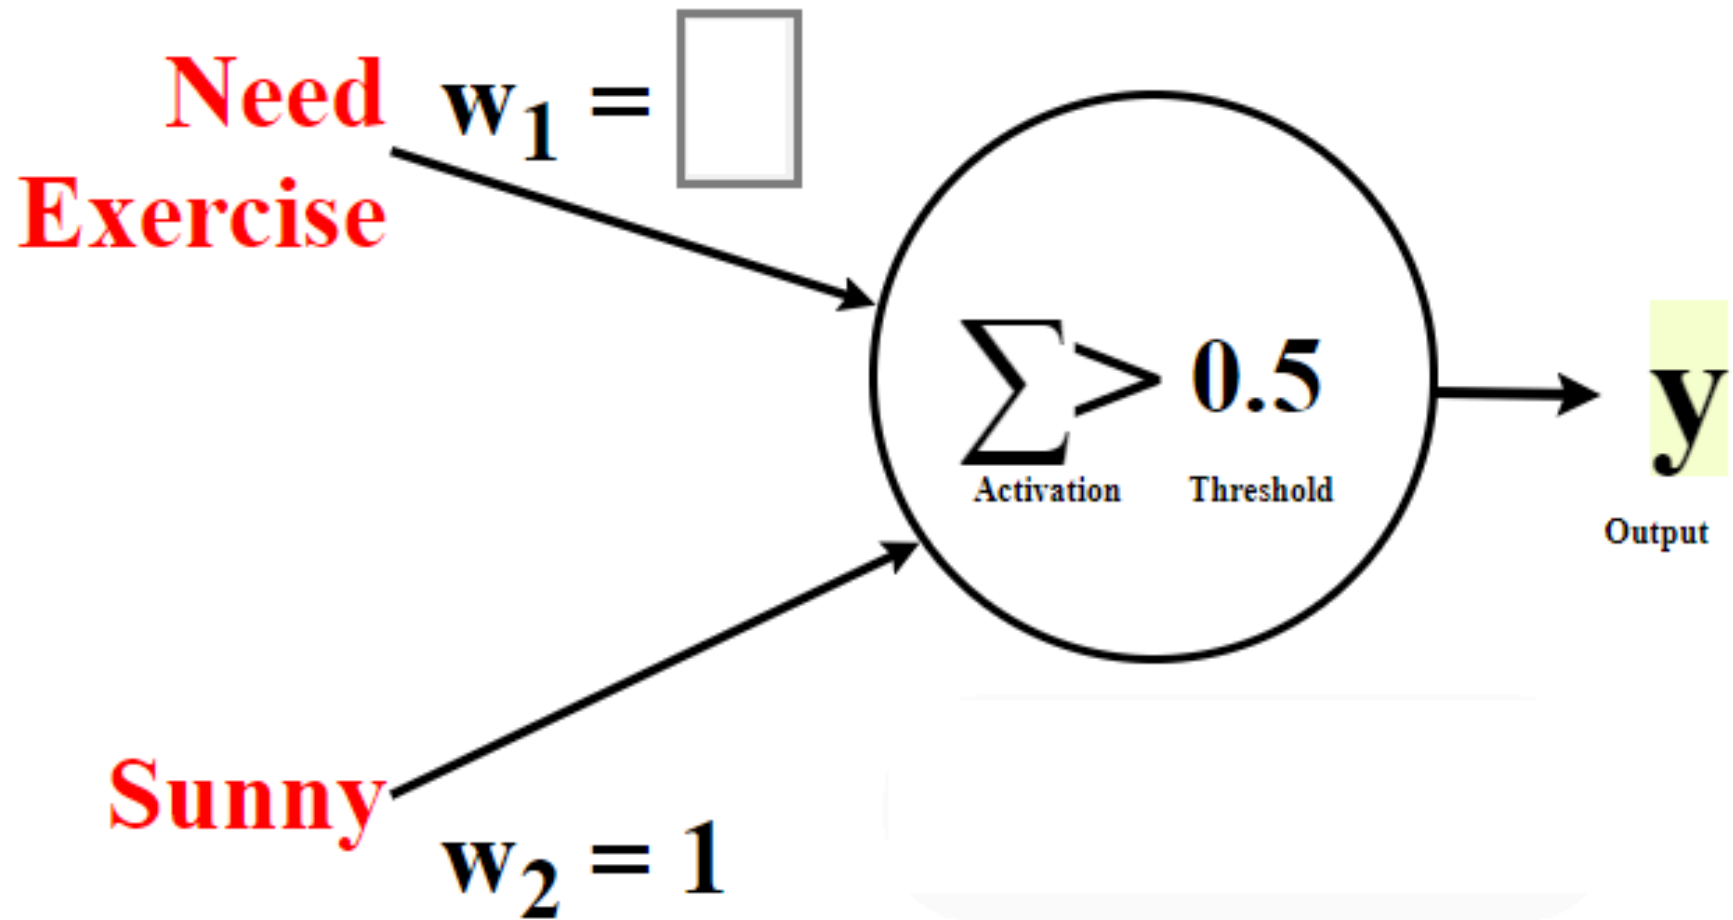 Need
Exercise
w₁ =
∑ > 0.5
Activation Threshold
y
Output
Sunny
w₂ = 1